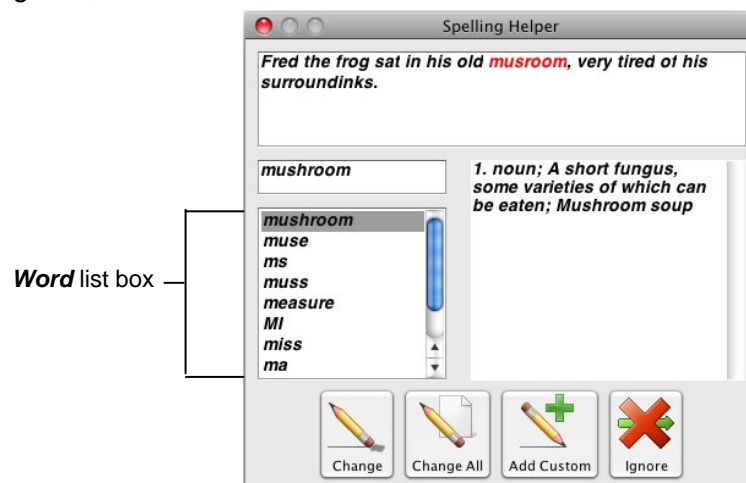 Spelling Helper
Fred the frog sat in his old musroom, very tired of his
surroundinks.
mushroom
1. noun; A short fungus,
some varieties of which can
be eaten; Mushroom soup
mushroom
muse
ms
muss
measure
MI
miss
ma
Word list box
Change
Change All
Add Custom
Ignore